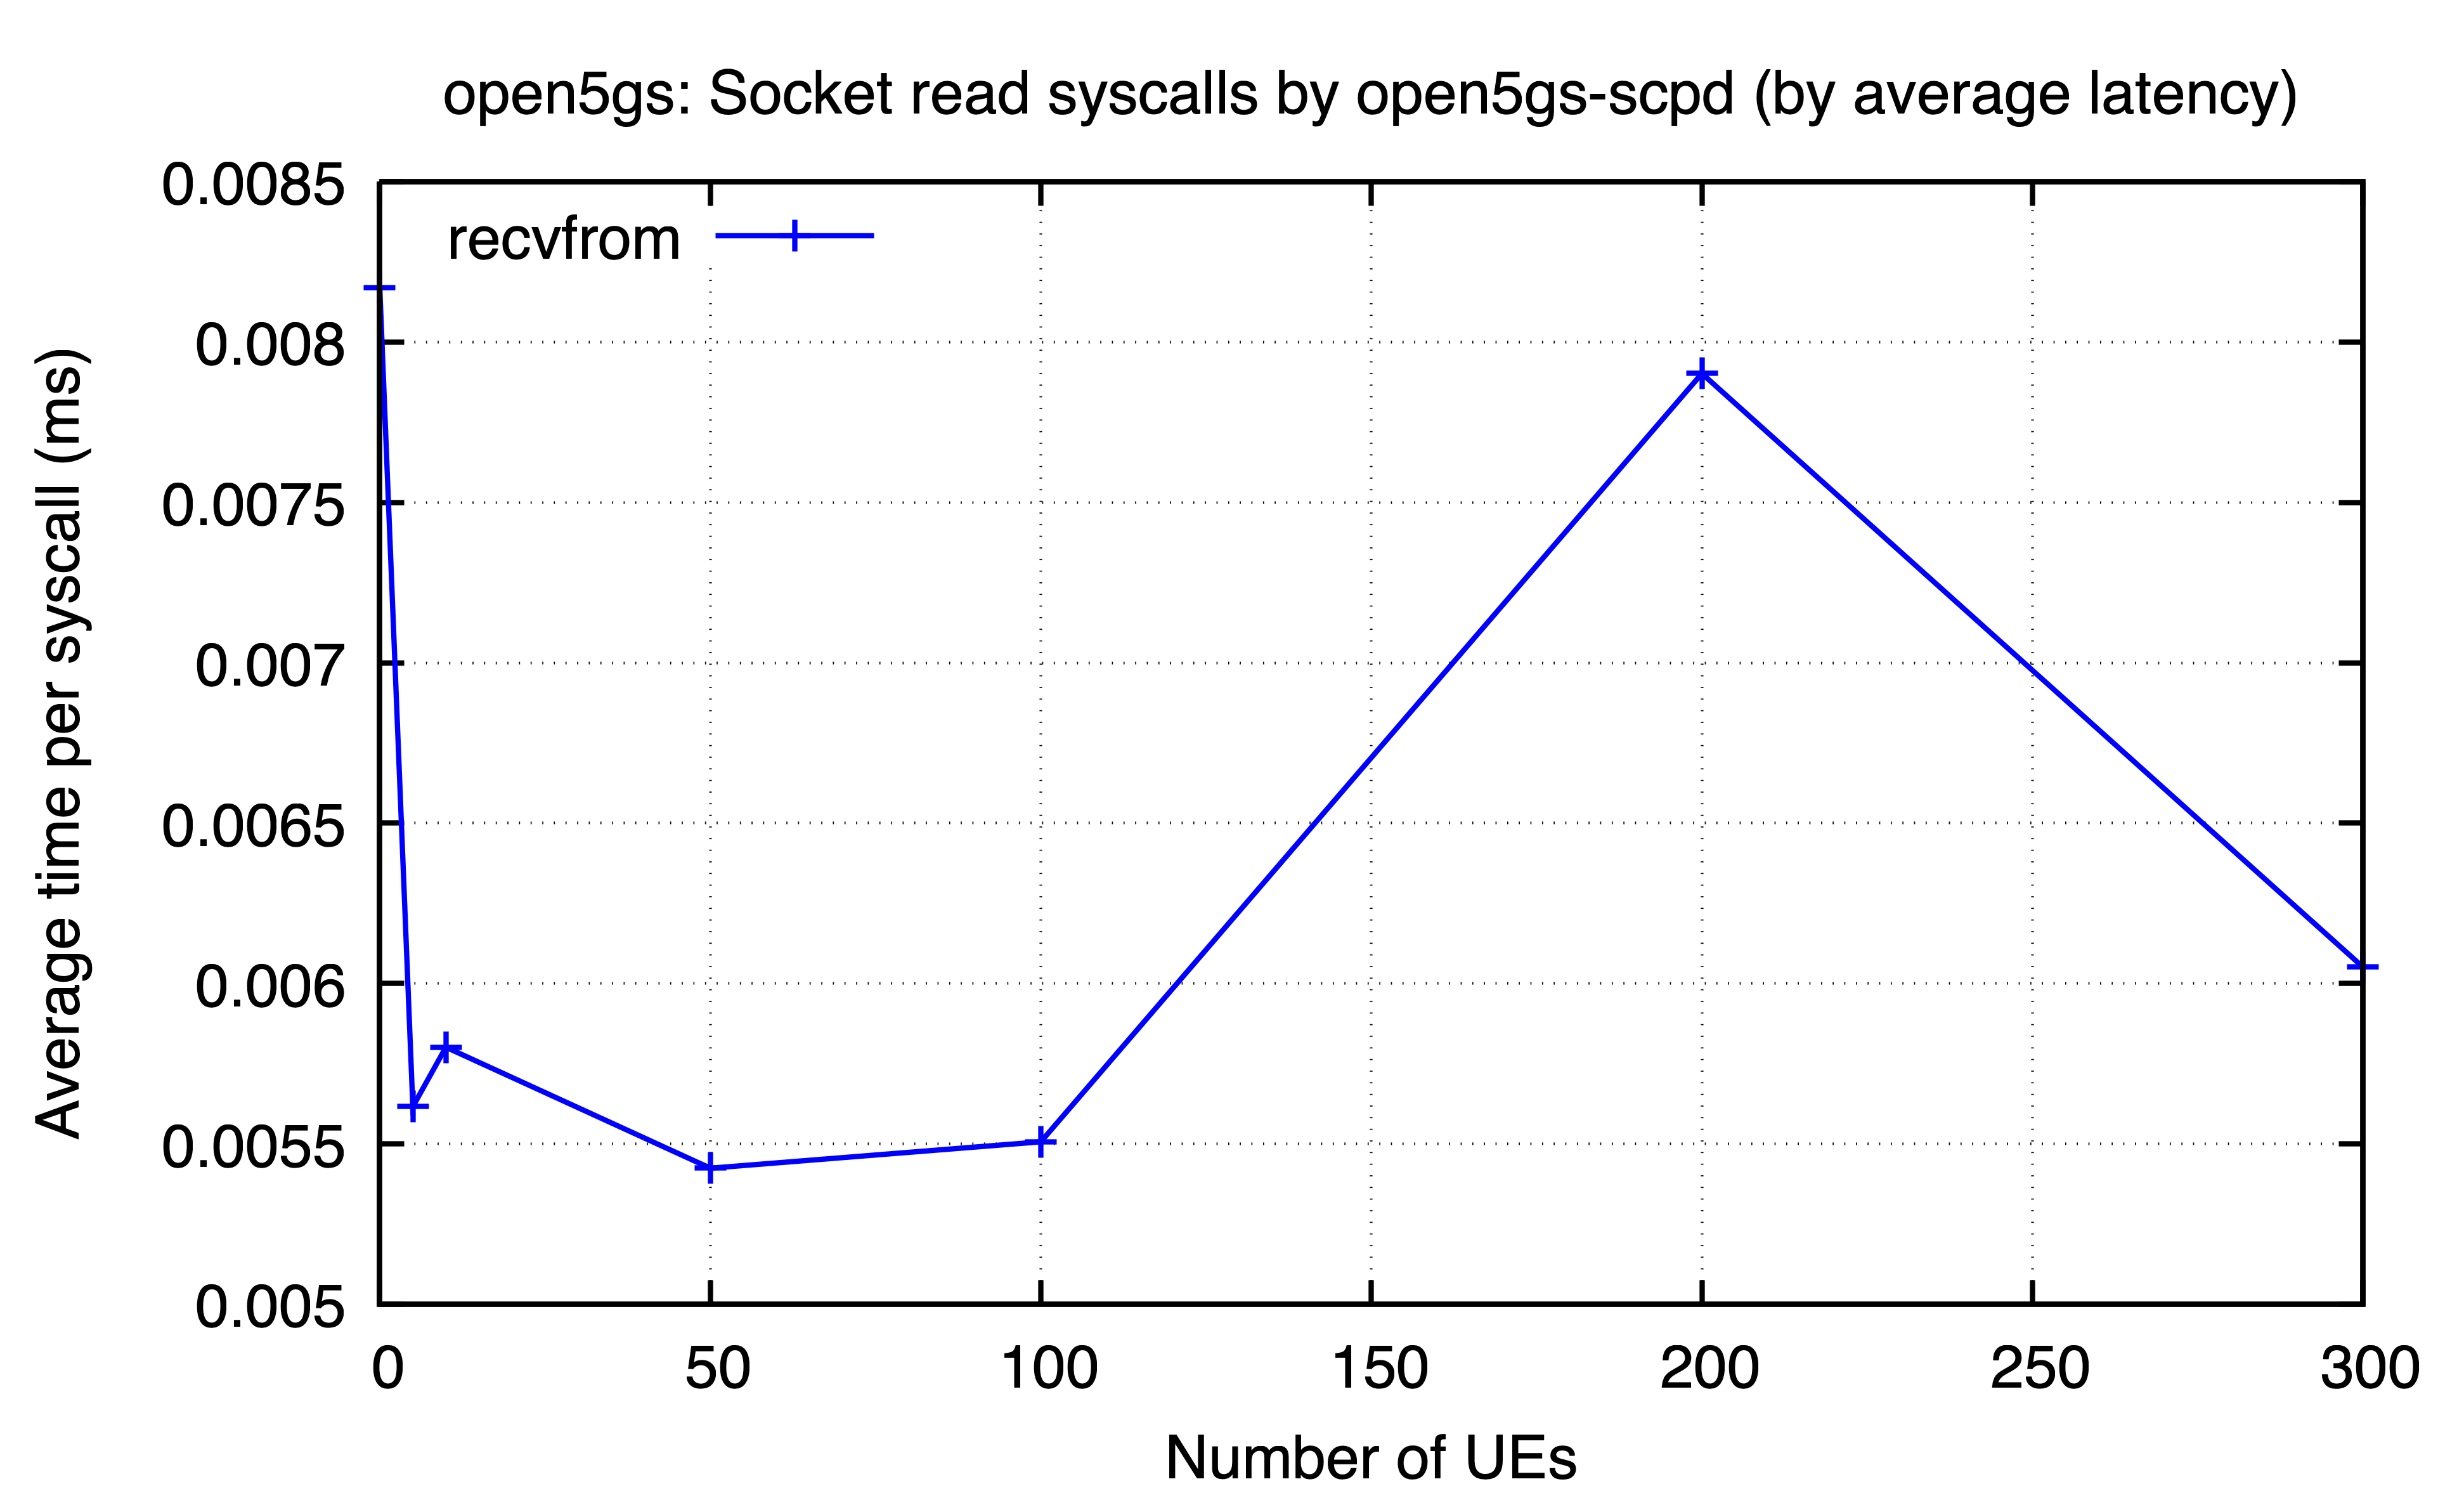 open5gs: Socket read syscalls by open5gs-scpd (by average latency)
0.0085
recvfrom
0.008
0.0075
0.007
0.0065
0.006
0.0055
0.005
Average time per syscall (ms)
0 50 100 150 200 250 300
Number of UEs